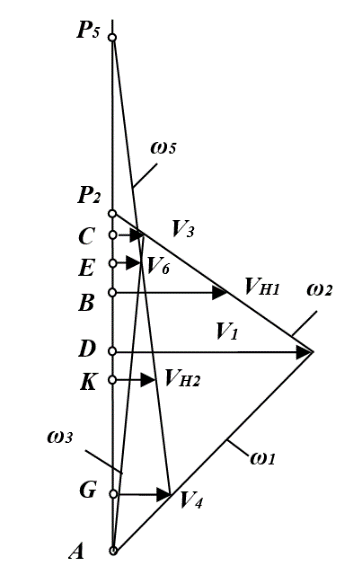 P5
ω5
P2
C V3
E V6
B VH1 ω2
D V1
K VH2
ω3
ω1
G V4
A